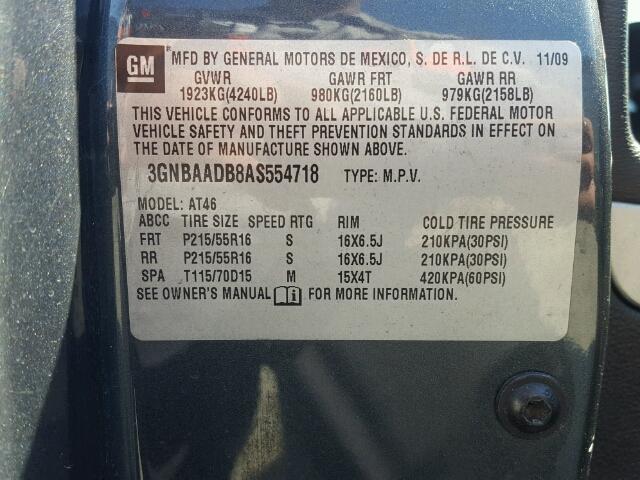 GM
MFD BY GENERAL MOTORS DE MEXICO, S. DE R.L. DE C.V. 11/09
GVWR GAWR FRT GAWR RR
1923KG(4240LB) 980KG(2160LB) 979KG(2158LB)
THIS VEHICLE CONFORMS TO ALL APPLICABLE U.S. FEDERAL MOTOR
VEHICLE SAFETY AND THEFT PREVENTION STANDARDS IN EFFECT ON
THE DATE OF MANUFACTURE SHOWN ABOVE.
3GNBAADB8AS554718 TYPE: M.P.V.
MODEL: AT46
ABCC TIRE SIZE SPEED RTG RIM COLD TIRE PRESSURE
FRT P215/55R16 S 16X6.5J 210KPA(30PSI)
RR P215/55R16 S 16X6.5J 210KPA(30PSI)
SPA T115/70D15 M 15X4T 420KPA(60PSI)
SEE OWNER'S MANUAL i FOR MORE INFORMATION.